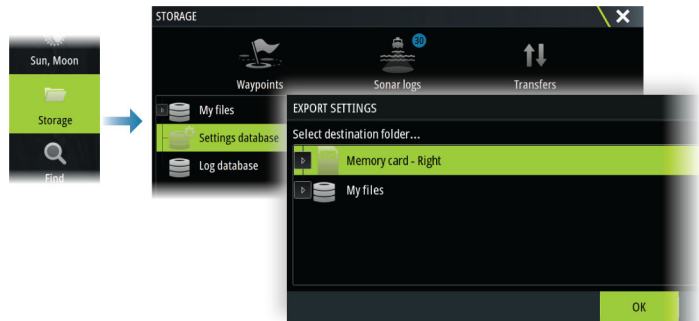 Sun, Moon
Storage
Find
STORAGE
30
Waypoints
Sonar logs
Transfers
My files
Settings database
Log database
EXPORT SETTINGS
Select destination folder...
Memory card - Right
My files
OK